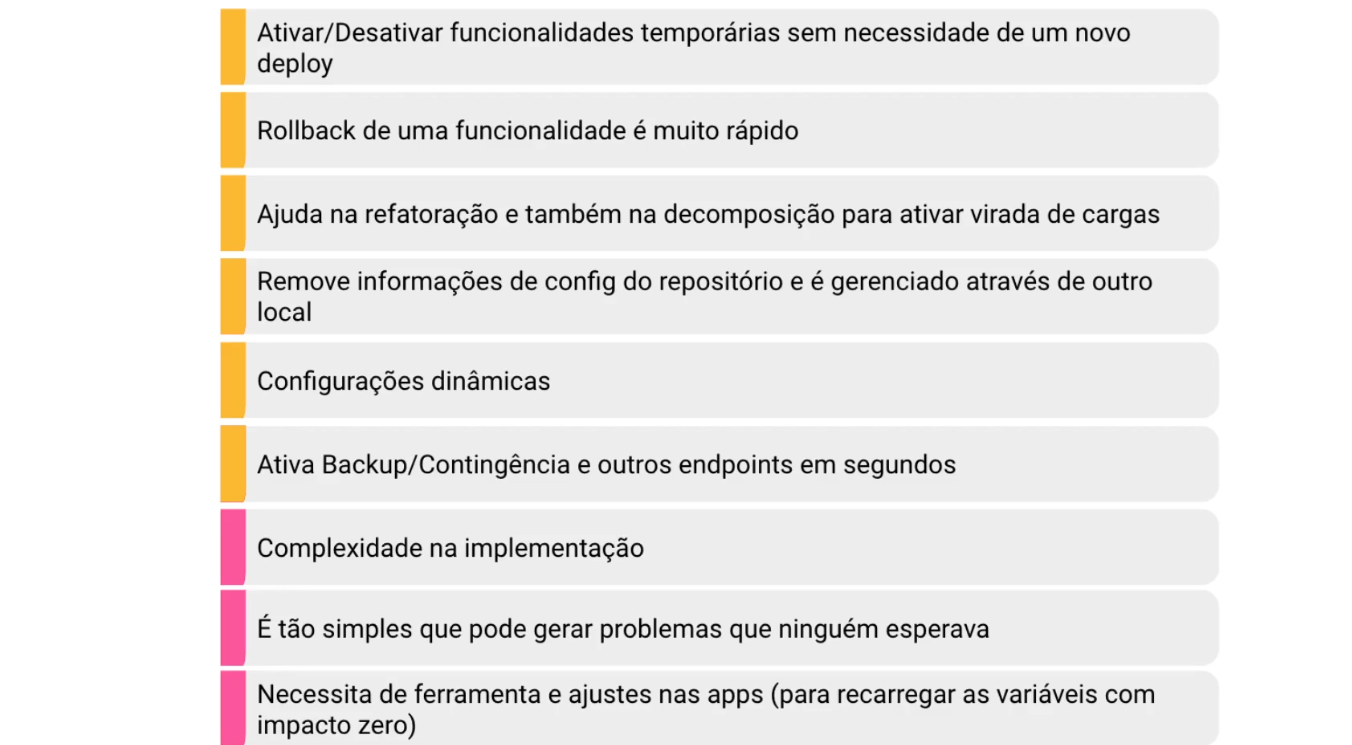 Ativar/Desativar funcionalidades temporárias sem necessidade de um novo
deploy
Rollback de uma funcionalidade é muito rápido
Ajuda na refatoração e também na decomposição para ativar virada de cargas
Remove informações de config do repositório e é gerenciado através de outro
local
Configurações dinâmicas
Ativa Backup/Contingência e outros endpoints em segundos
Complexidade na implementação
É tão simples que pode gerar problemas que ninguém esperava
Necessita de ferramenta e ajustes nas apps (para recarregar as variáveis com
impacto zero)